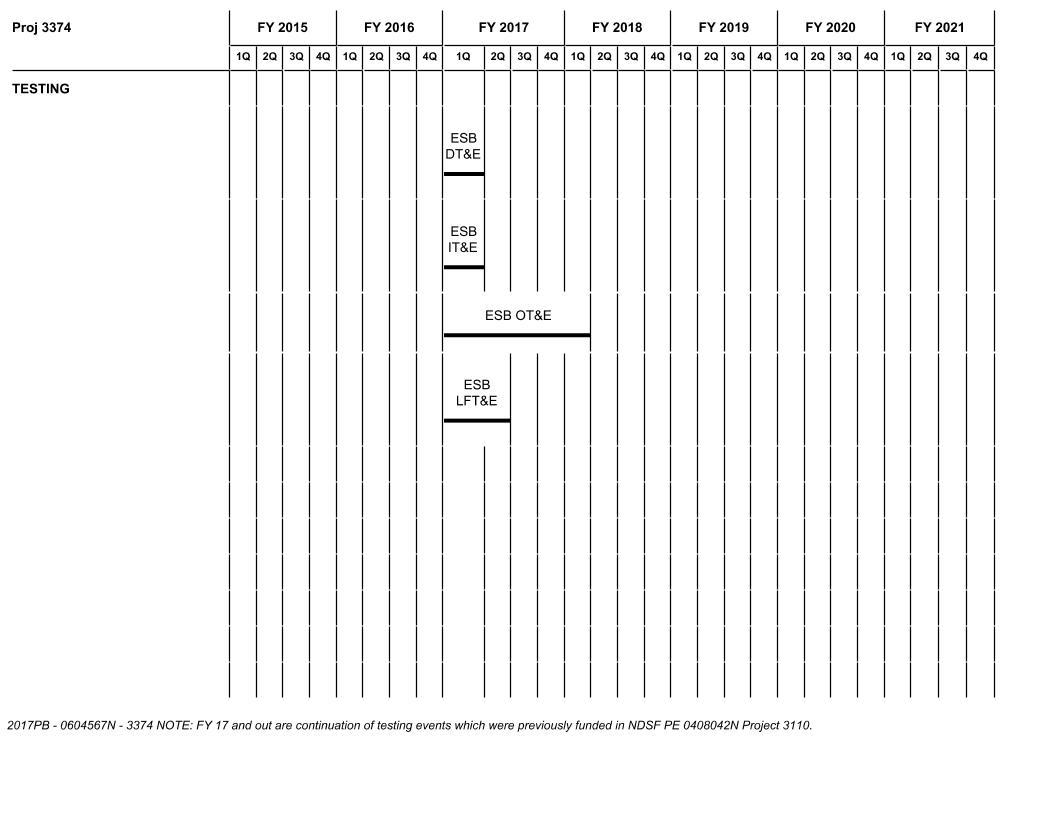 Proj 3374 FY 2015 FY 2016 FY 2017 FY 2018 FY 2019 FY 2020 FY 2021
1Q 2Q 3Q 4Q 1Q 2Q 3Q 4Q 1Q 2Q 3Q 4Q 1Q 2Q 3Q 4Q 1Q 2Q 3Q 4Q 1Q 2Q 3Q 4Q 1Q 2Q 3Q 4Q
TESTING
ESB
DT&E
ESB
IT&E
ESB OT&E
ESB
LFT&E
2017PB - 0604567N - 3374 NOTE: FY 17 and out are continuation of testing events which were previously funded in NDSF PE 0408042N Project 3110.